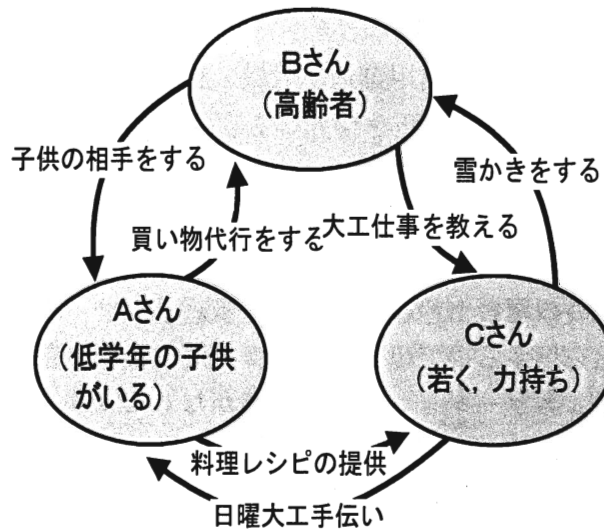 Bさん
(高齢者)
子供の相手をする
雪かきをする
買い物代行をする
大工仕事を教える
Aさん
(低学年の子供
がいる)
Cさん
(若く，力持ち)
料理レシピの提供
日曜大工手伝い